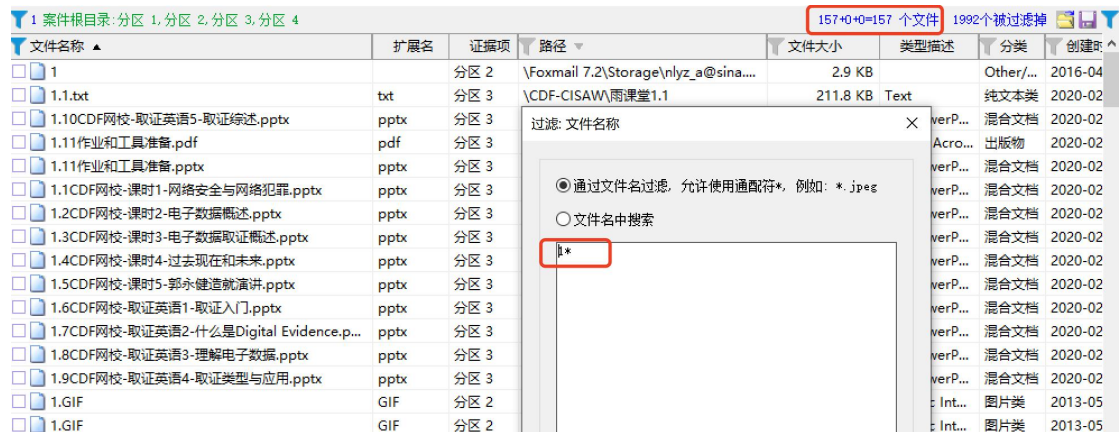 1 案件根目录:分区 1,分区 2,分区 3,分区 4 157+0+0=157 个文件 1992个被过滤掉
文件名称 扩展名 证据项 路径 文件大小 类型描述 分类 创建时
1 分区 2 \Foxmail 7.2\Storage\nlyz_a@sina.... 2.9 KB Other/... 2016-04
1.1.txt txt 分区 3 \CDF-CISAW\雨课堂1.1 211.8 KB Text 纯文本类 2020-02
1.10CDF网校-取证英语5-取证综述.pptx pptx 分区 3 werP... 混合文档 2020-02
1.11作业和工具准备.pdf pdf 分区 3 Acro... 出版物 2020-02
1.11作业和工具准备.pptx pptx 分区 3 werP... 混合文档 2020-02
1.1CDF网校-课时1-网络安全与网络犯罪.pptx pptx 分区 3 werP... 混合文档 2020-02
1.2CDF网校-课时2-电子数据概述.pptx pptx 分区 3 werP... 混合文档 2020-02
1.3CDF网校-课时3-电子数据取证概述.pptx pptx 分区 3 werP... 混合文档 2020-02
1.4CDF网校-课时4-过去现在和未来.pptx pptx 分区 3 werP... 混合文档 2020-02
1.5CDF网校-课时5-郭永健造就演讲.pptx pptx 分区 3 werP... 混合文档 2020-02
1.6CDF网校-取证英语1-取证入门.pptx pptx 分区 3 werP... 混合文档 2020-02
1.7CDF网校-取证英语2-什么是Digital Evidence.p... pptx 分区 3 werP... 混合文档 2020-02
1.8CDF网校-取证英语3-理解电子数据.pptx pptx 分区 3 werP... 混合文档 2020-02
1.9CDF网校-取证英语4-取证类型与应用.pptx pptx 分区 3 werP... 混合文档 2020-02
1.GIF GIF 分区 2 c Int... 图片类 2013-05
1.GIF GIF 分区 2 c Int... 图片类 2013-05
过滤: 文件名称
通过文件名过滤, 允许使用通配符*, 例如: *.jpeg
文件名中搜索
1*